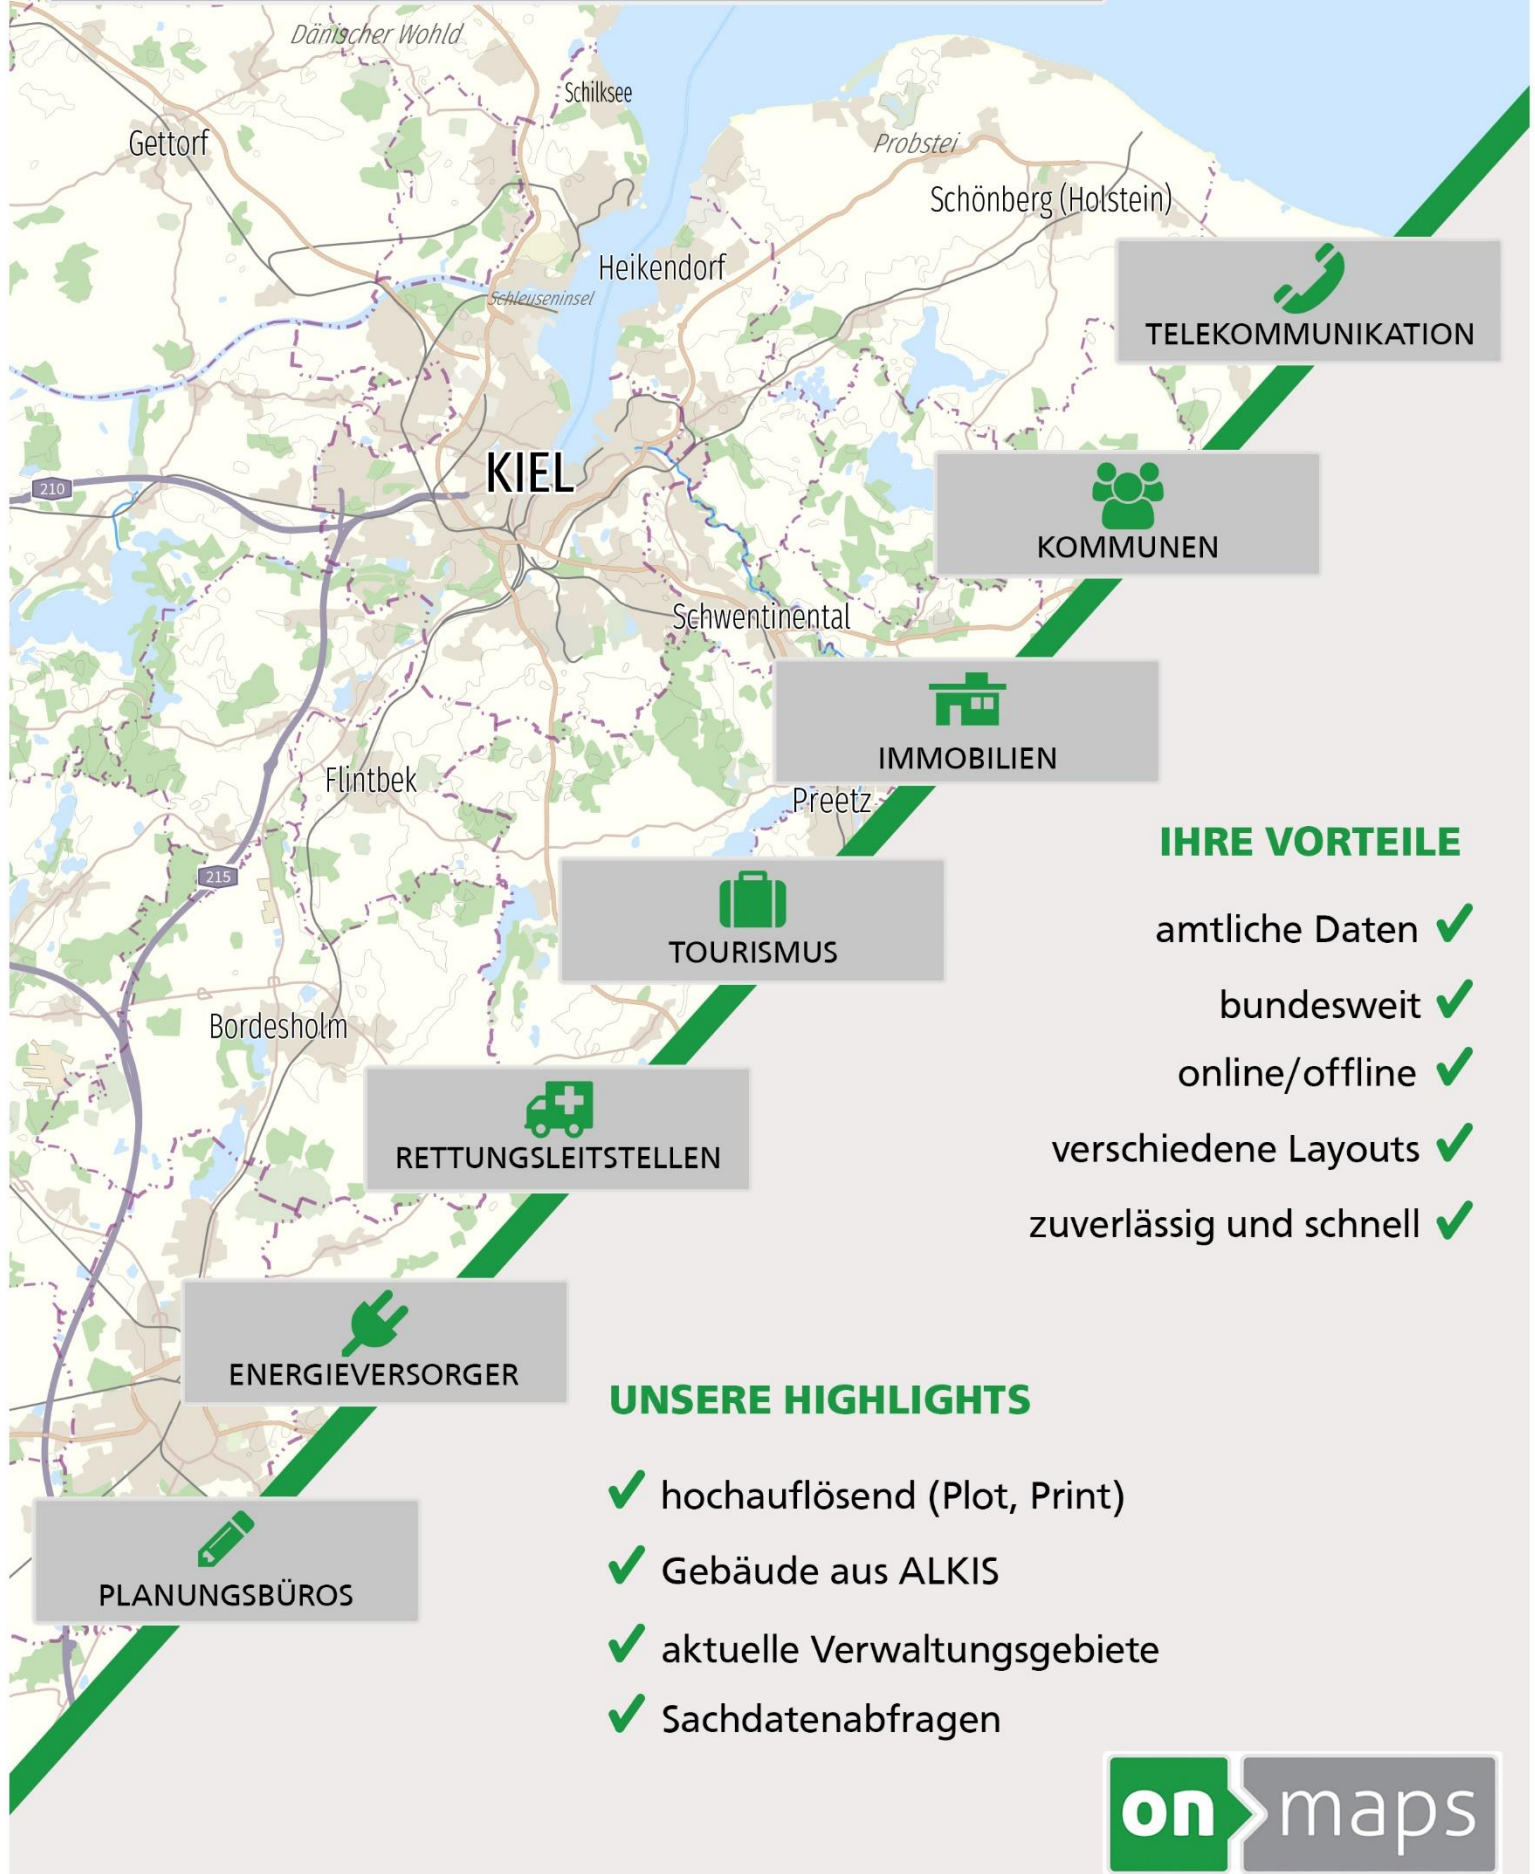 Dänischer Wohld
Schilksee
Gettorf
Probstei
Schönberg (Holstein)
Heikendorf
Schleuseninsel
TELEKOMMUNIKATION
KIEL
210
KOMMUNEN
Schwentinental
IMMOBILIEN
Flintbek
Preetz
IHRE VORTEILE
215
amtliche Daten
TOURISMUS
bundesweit
Bordesholm
online/offline
verschiedene Layouts
RETTUNGSLEITSTELLEN
zuverlässig und schnell
ENERGIEVERSORGER
UNSERE HIGHLIGHTS
hochauflösend (Plot, Print)
Gebäude aus ALKIS
PLANUNGSBÜROS
aktuelle Verwaltungsgebiete
Sachdatenabfragen
on maps